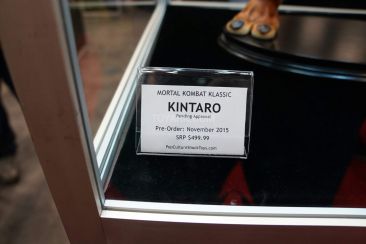 MORTAL KOMBAT KLASSIC
KINTARO
Pending Approval
Pre-Order: November 2015
SRP $499.99
PopCultureShockToys.com